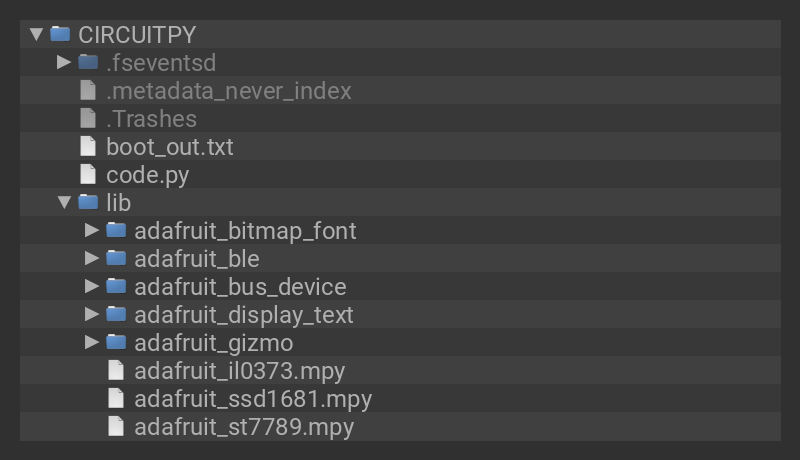 CIRCUITPY
.fseventsd
.metadata_never_index
.Trashes
boot_out.txt
code.py
lib
adafruit_bitmap_font
adafruit_ble
adafruit_bus_device
adafruit_display_text
adafruit_gizmo
adafruit_il0373.mpy
adafruit_ssd1681.mpy
adafruit_st7789.mpy